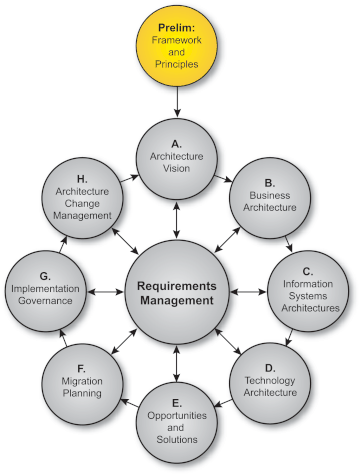 Prelim:
Framework
and
Principles
A.
Architecture
Vision
H.
Architecture
Change
Management
B.
Business
Architecture
G.
Implementation
Governance
Requirements
Management
C.
Information
Systems
Architectures
F.
Migration
Planning
D.
Technology
Architecture
E.
Opportunities
and
Solutions